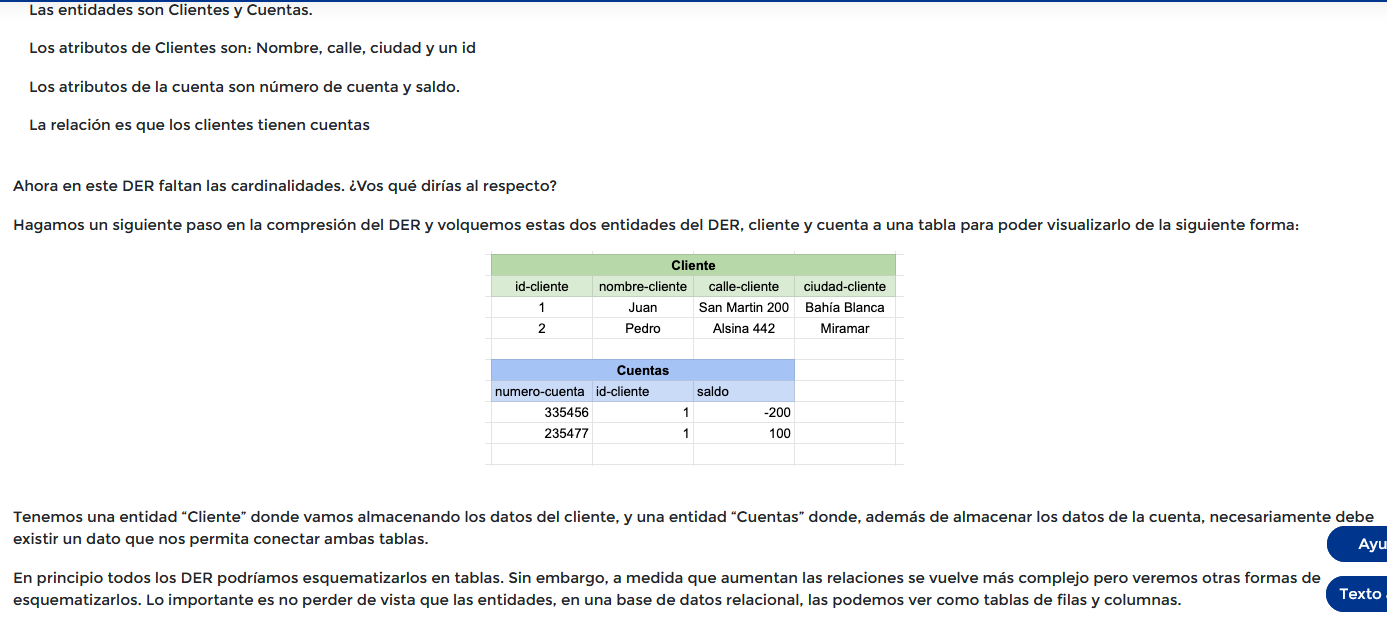 Las entidades son Clientes y Cuentas.
Los atributos de Clientes son: Nombre, calle, ciudad y un id
Los atributos de la cuenta son número de cuenta y saldo.
La relación es que los clientes tienen cuentas
Ahora en este DER faltan las cardinalidades. ¿Vos qué dirías al respecto?
Hagamos un siguiente paso en la compresión del DER y volquemos estas dos entidades del DER, cliente y cuenta a una tabla para poder visualizarlo de la siguiente forma:
Cliente
id-cliente nombre-cliente calle-cliente ciudad-cliente
1 Juan San Martin 200 Bahía Blanca
2 Pedro Alsina 442 Miramar
Cuentas
numero-cuenta id-cliente saldo
335456 1 -200
235477 1 100
Tenemos una entidad “Cliente” donde vamos almacenando los datos del cliente, y una entidad “Cuentas” donde, además de almacenar los datos de la cuenta, necesariamente debe
existir un dato que nos permita conectar ambas tablas.
Ayu
En principio todos los DER podríamos esquematizarlos en tablas. Sin embargo, a medida que aumentan las relaciones se vuelve más complejo pero veremos otras formas de
esquematizarlos. Lo importante es no perder de vista que las entidades, en una base de datos relacional, las podemos ver como tablas de filas y columnas.
Texto